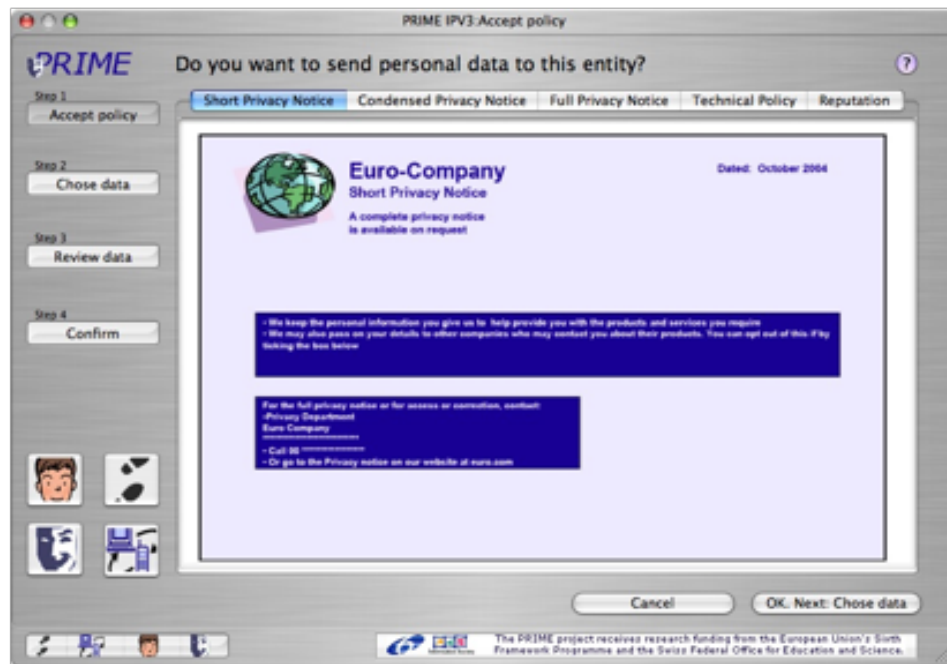 PRIME IPV3:Accept policy
PRIME
Do you want to send personal data to this entity?
?
Step 1
Accept policy
Step 2
Chose data
Step 3
Review data
Step 4
Confirm
Short Privacy Notice
Condensed Privacy Notice
Full Privacy Notice
Technical Policy
Reputation
Euro-Company
Dated: October 2004
Short Privacy Notice
A complete privacy notice
is available on request
- We keep the personal information you give us to help provide you with the products and services you require
- We may also pass on your details to other companies who may contact you about their products. You can opt out of this if by
ticking the box below
For the full privacy notice or for access or correction, contact:
-Privacy Department
Euro Company
- Call 00
- Or go to the Privacy notice on our website at euro.com
Cancel
OK. Next: Chose data
The PRIME project receives research funding from the European Union's Sixth
Framework Programme and the Swiss Federal Office for Education and Science.